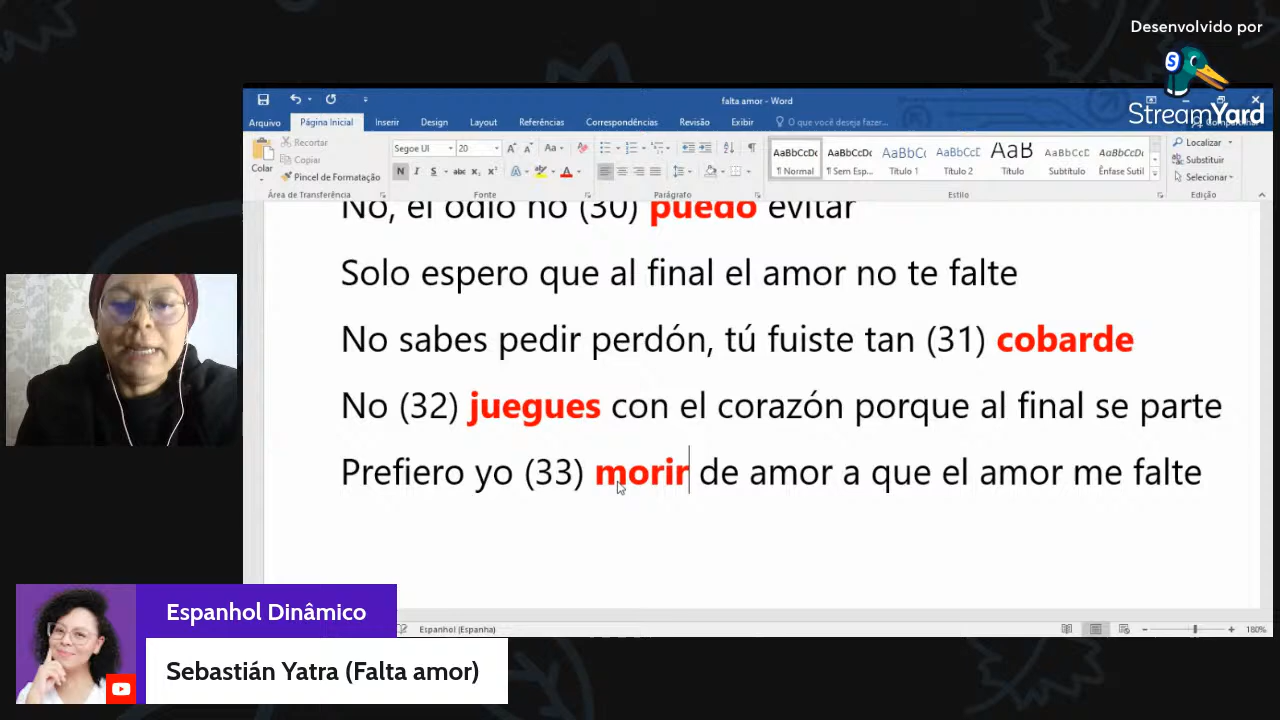 Desenvolvido por
StreamYard
falta amor - Word
Arquivo Página Inicial Inserir Design Layout Referências Correspondências Revisão Exibir O que você deseja fazer...
Recortar
Copiar
Pincel de Formatação
Colar
Segoe UI 20
AaBbCcDc AaBbCcDc AaBbCc AaBbCcD AaB AaBbCcD AaBbCcDc
¶ Normal ¶ Sem Esp... Título 1 Título 2 Título Subtítulo Ênfase Sutil
Localizar
Substituir
Selecionar
Área de Transferência Fonte Parágrafo Estilo Edição
No, el odio no (30) puedo evitar
Solo espero que al final el amor no te falte
No sabes pedir perdón, tú fuiste tan (31) cobarde
No (32) juegues con el corazón porque al final se parte
Prefiero yo (33) morir de amor a que el amor me falte
Espanhol (Espanha) 180%
Espanhol Dinâmico
Sebastián Yatra (Falta amor)